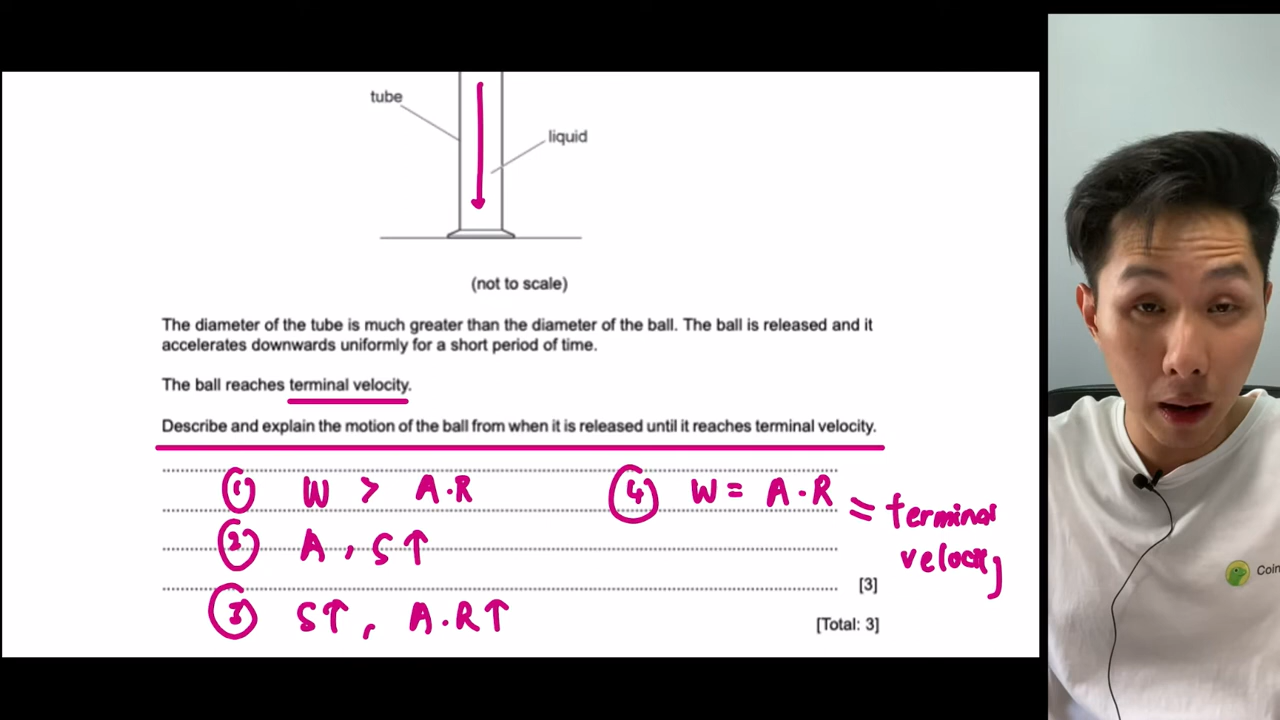 tube
liquid
(not to scale)
The diameter of the tube is much greater than the diameter of the ball. The ball is released and it
accelerates downwards uniformly for a short period of time.
The ball reaches terminal velocity.
Describe and explain the motion of the ball from when it is released until it reaches terminal velocity.
① W > A.R
② A, S↑
③ S↑, A.R↑
④ W = A.R
= terminal
velocity
[3]
[Total: 3]
Coin